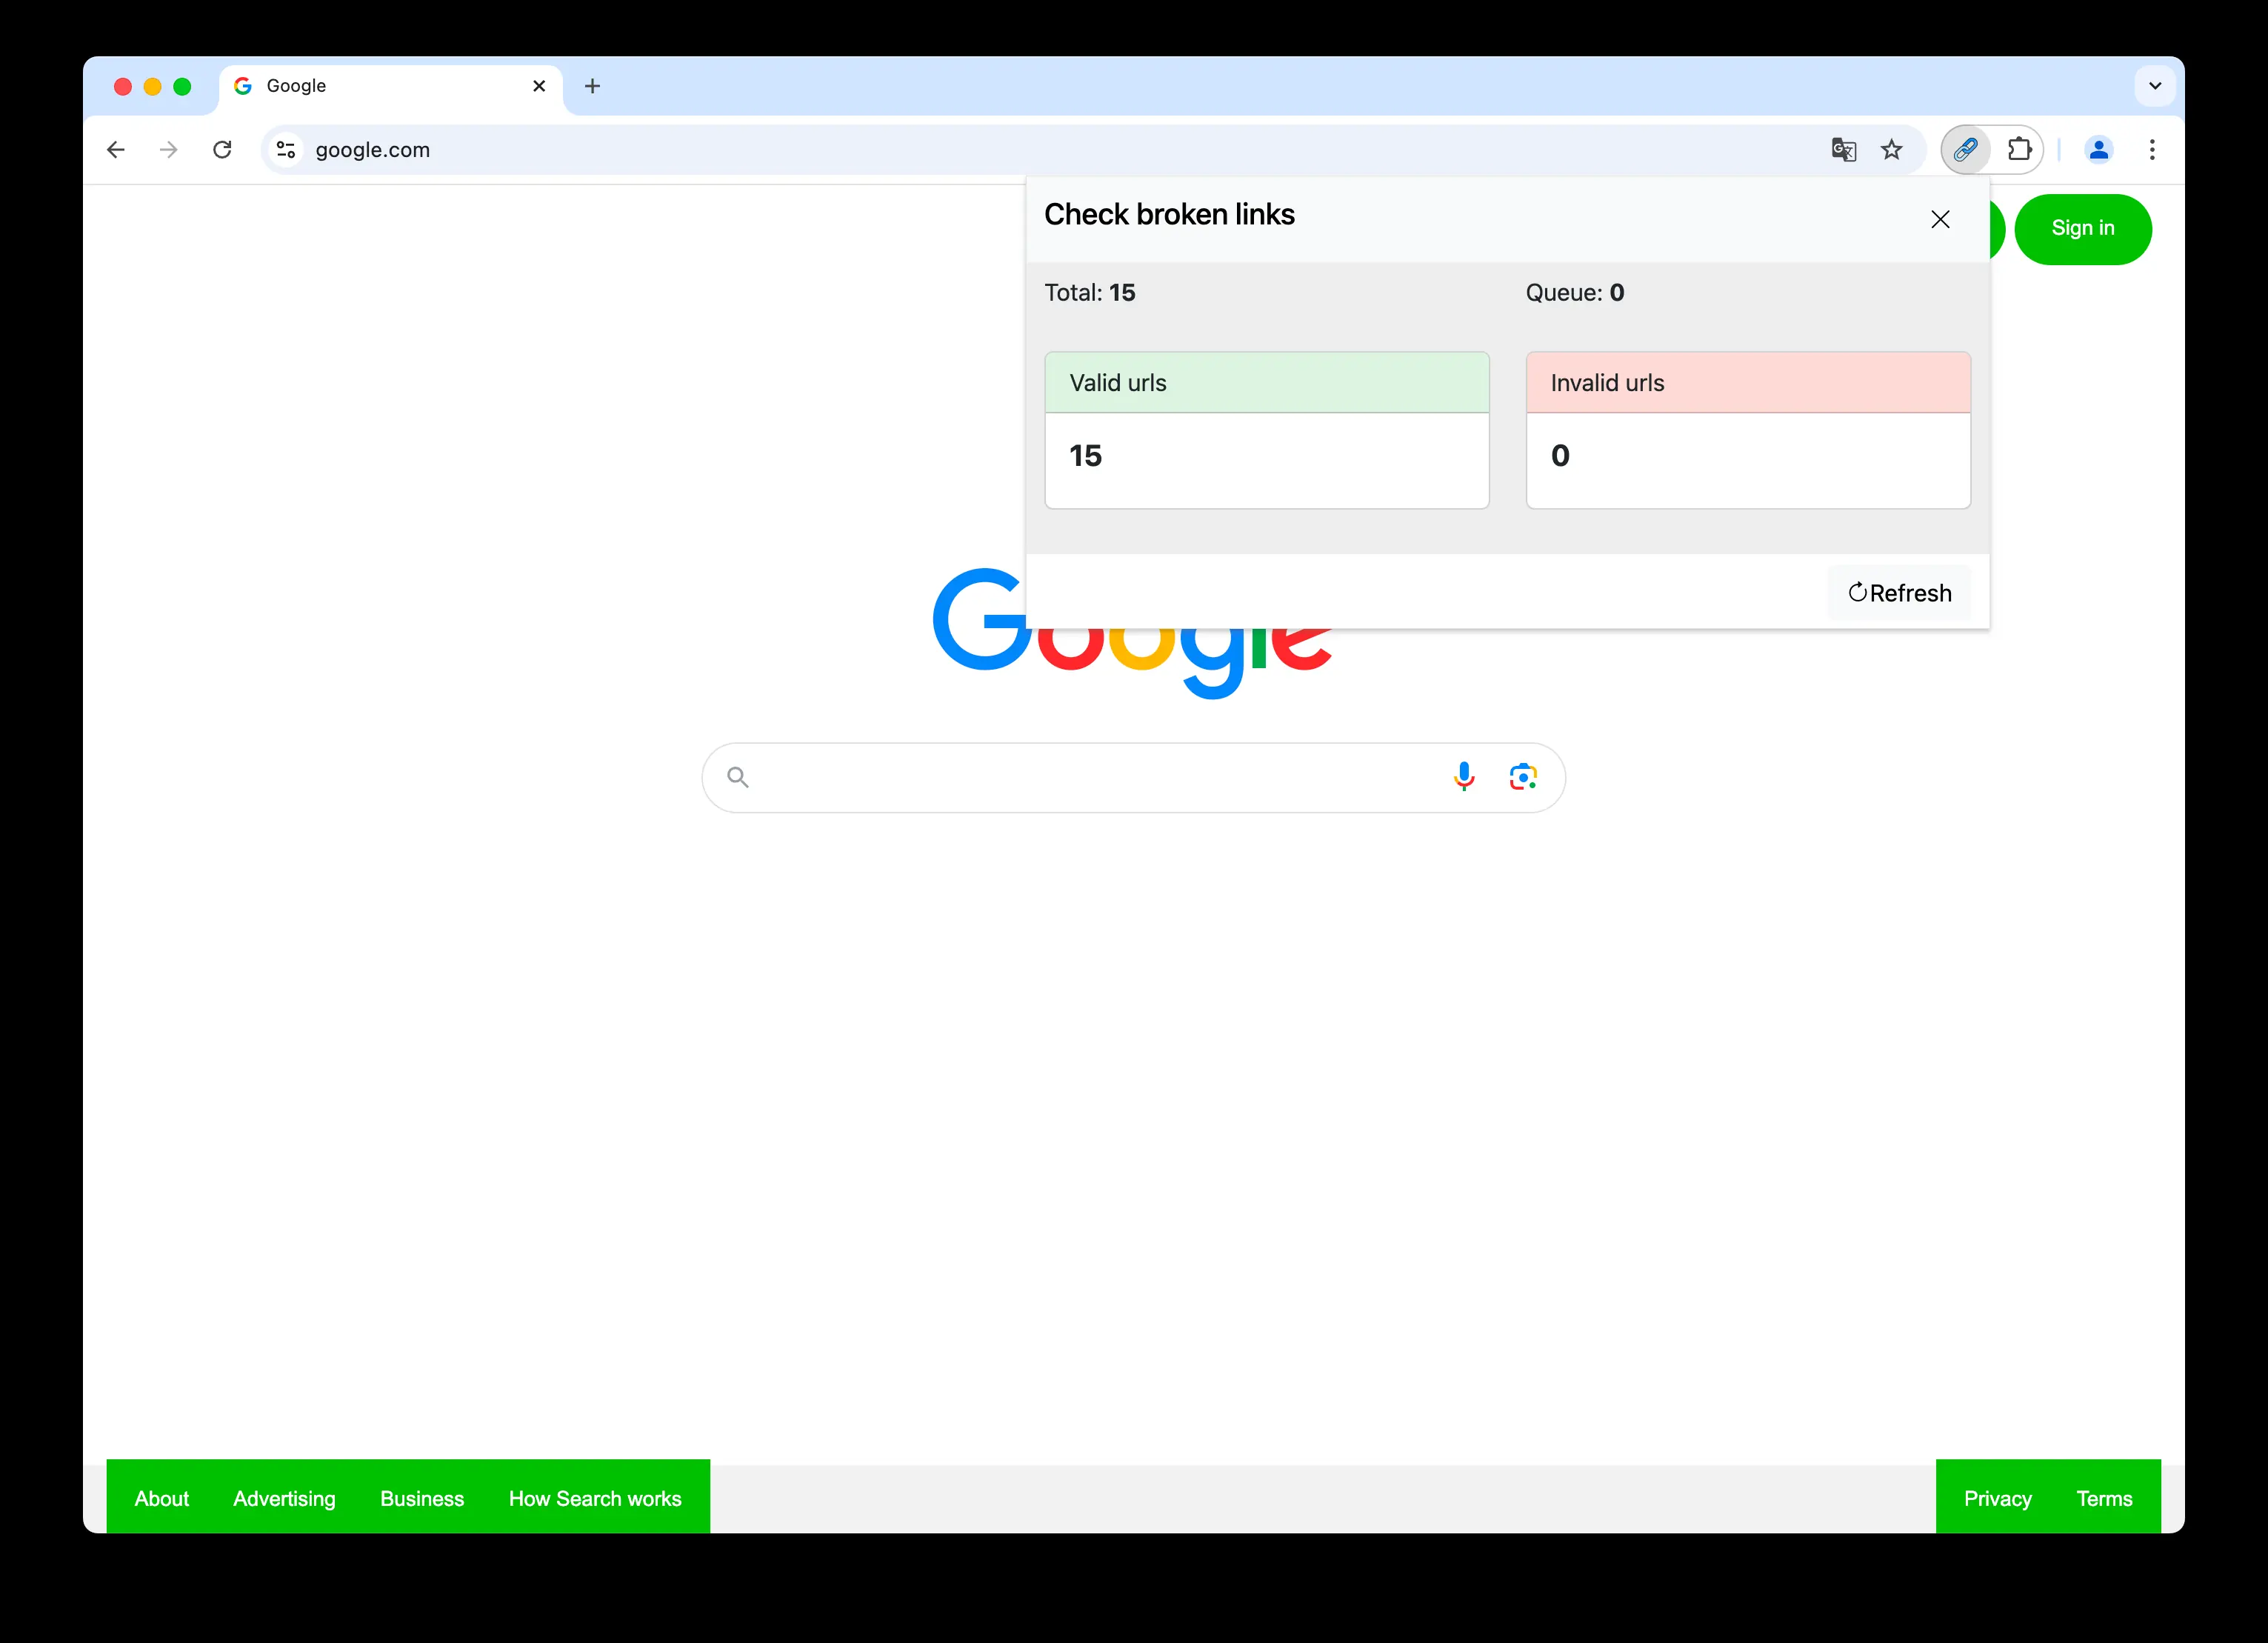 Google
google.com
Check broken links
Sign in
Total: 15
Queue: 0
Valid urls
Invalid urls
15
0
Refresh
Google
About Advertising Business How Search works
Privacy Terms